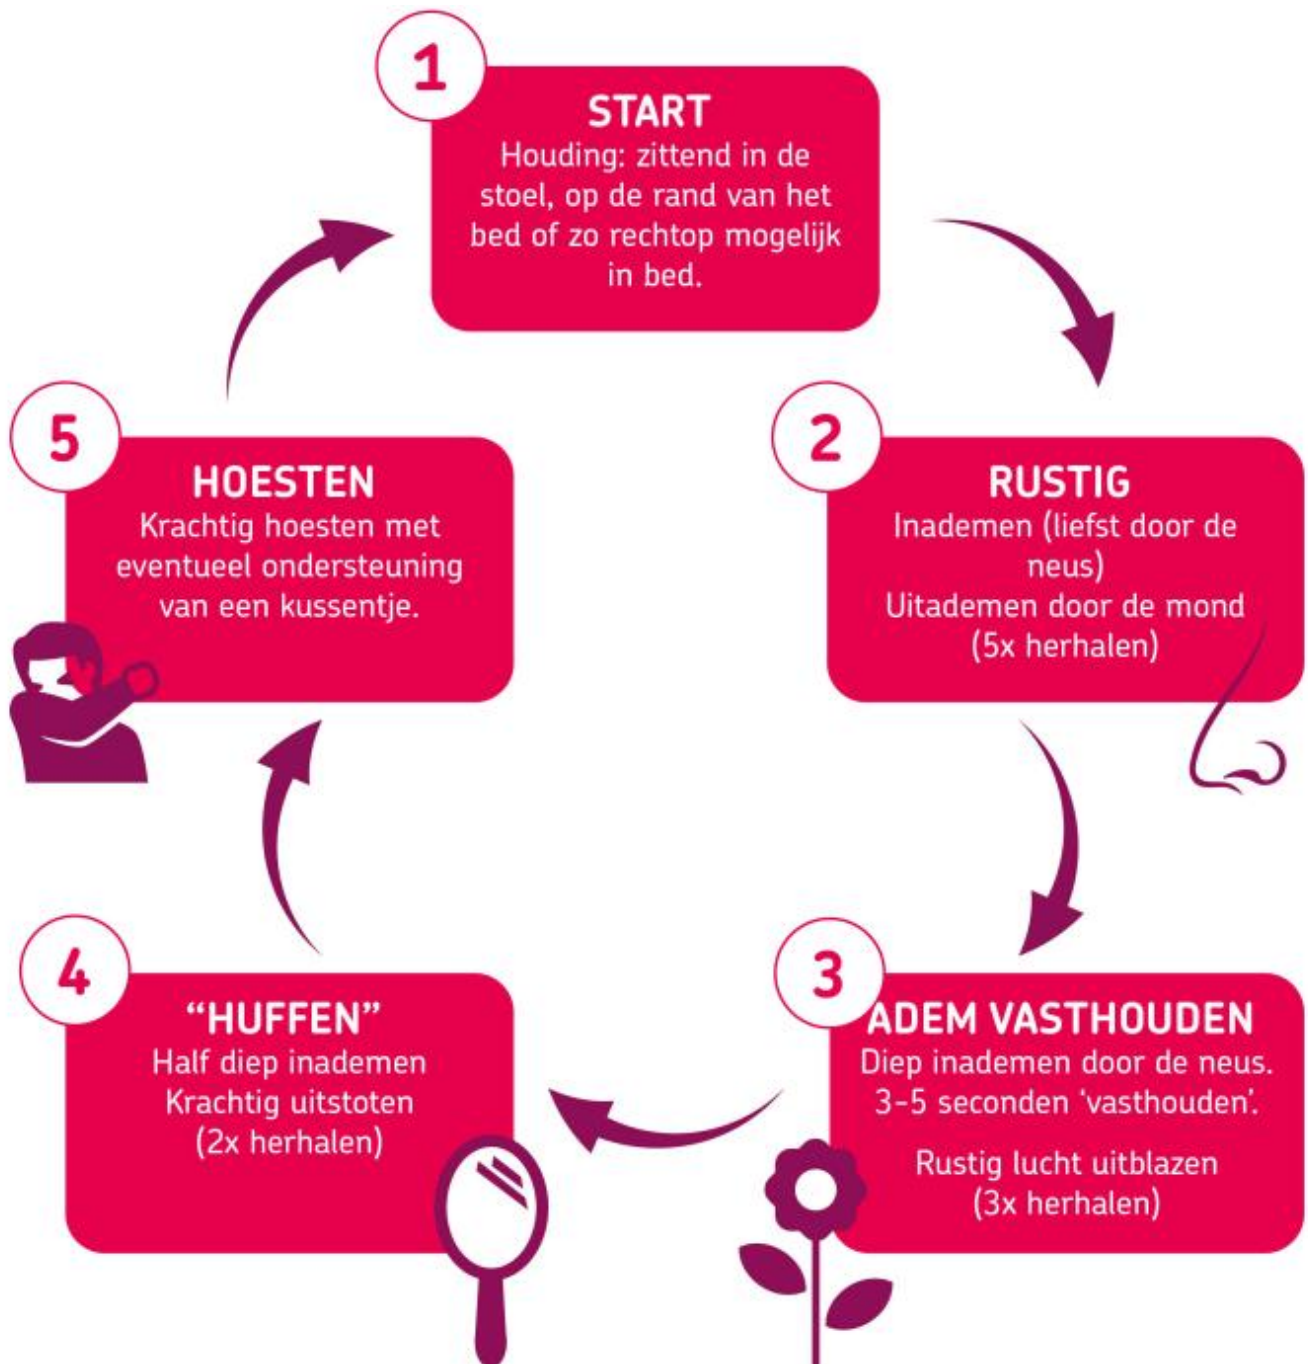 1
START
Houding: zittend in de
stoel, op de rand van het
bed of zo rechtop mogelijk
in bed.
2
RUSTIG
Inademen (liefst door de
neus)
Uitademen door de mond
(5x herhalen)
3
ADEM VASTHOUDEN
Diep inademen door de neus.
3-5 seconden ‘vasthouden’.
Rustig lucht uitblazen
(3x herhalen)
4
“HUFFEN”
Half diep inademen
Krachtig uitstoten
(2x herhalen)
5
HOESTEN
Krachtig hoesten met
eventueel ondersteuning
van een kussentje.